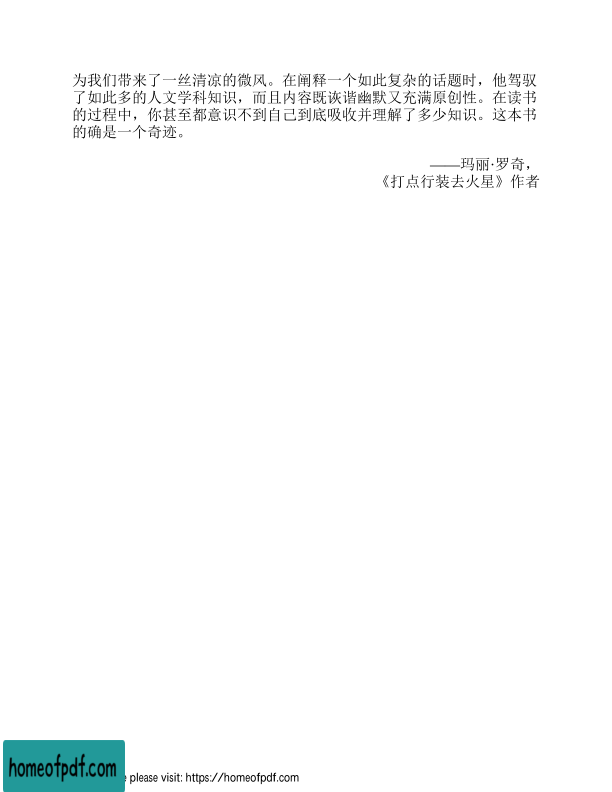 为我们带来了一丝清凉的微风。在阐释一个如此复杂的话题时，他驾驭
了如此多的人文学科知识，而且内容既诙谐幽默又充满原创性。在读书
的过程中，你甚至都意识不到自己到底吸收并理解了多少知识。这本书
的确是一个奇迹。
——玛丽·罗奇，
《打点行装去火星》作者
homeofpdf.com
please visit: https://homeofpdf.com